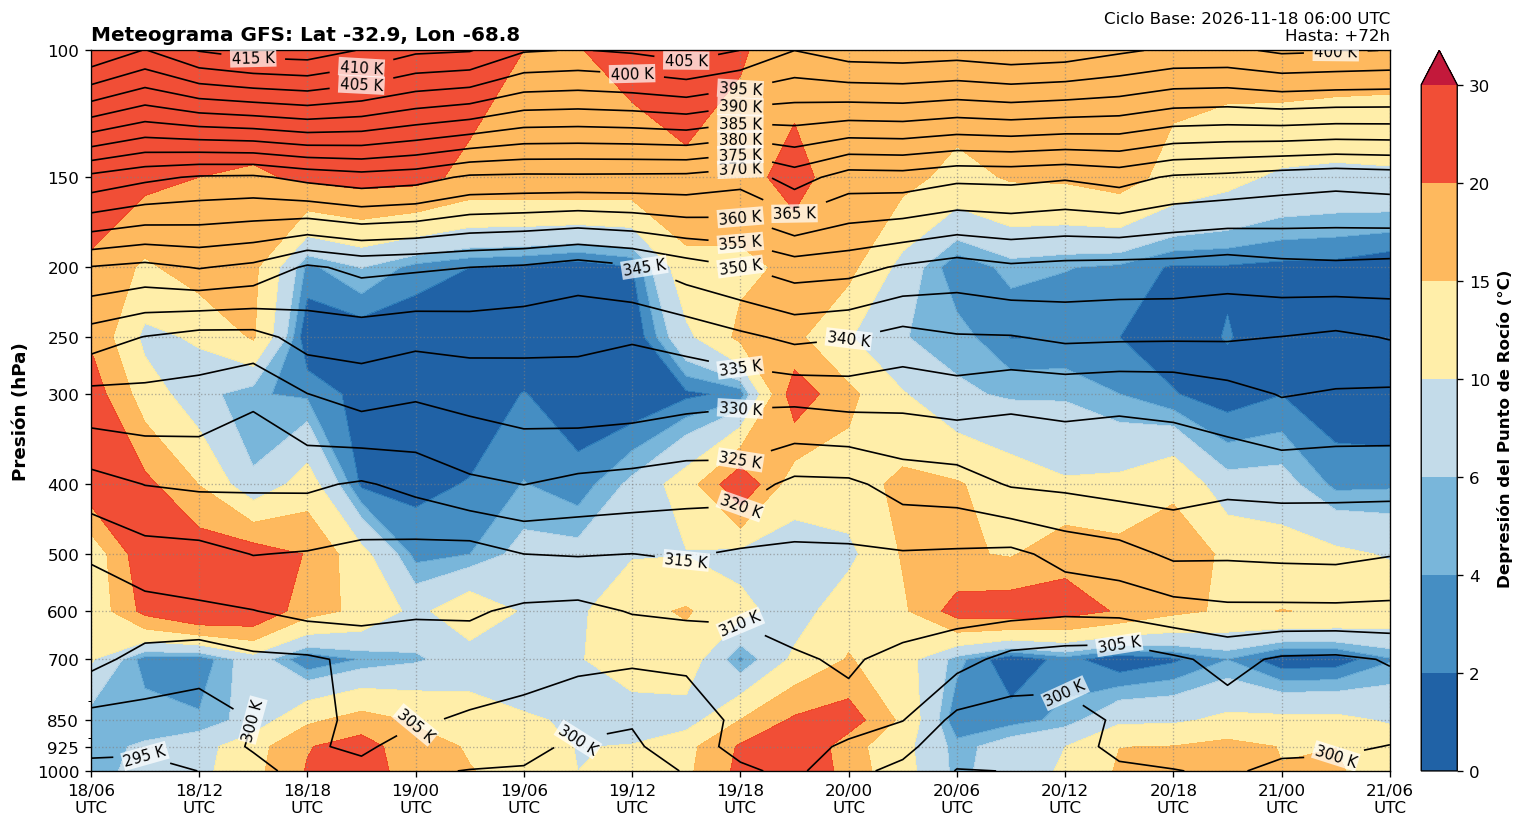 Ciclo Base: 2026-11-18 06:00 UTC
Meteograma GFS: Lat -32.9, Lon -68.8
Hasta: +72h
Presión (hPa)
100
150
200
250
300
400
500
600
700
850
925
1000
415 K
410 K
405 K
400 K
405 K
400 K
395 K
390 K
385 K
380 K
375 K
370 K
365 K
360 K
355 K
350 K
345 K
340 K
335 K
330 K
325 K
320 K
315 K
310 K
305 K
300 K
300 K
305 K
300 K
295 K
300 K
18/06
UTC
18/12
UTC
18/18
UTC
19/00
UTC
19/06
UTC
19/12
UTC
19/18
UTC
20/00
UTC
20/06
UTC
20/12
UTC
20/18
UTC
21/00
UTC
21/06
UTC
30
20
15
10
6
4
2
0
Depresión del Punto de Rocío (°C)